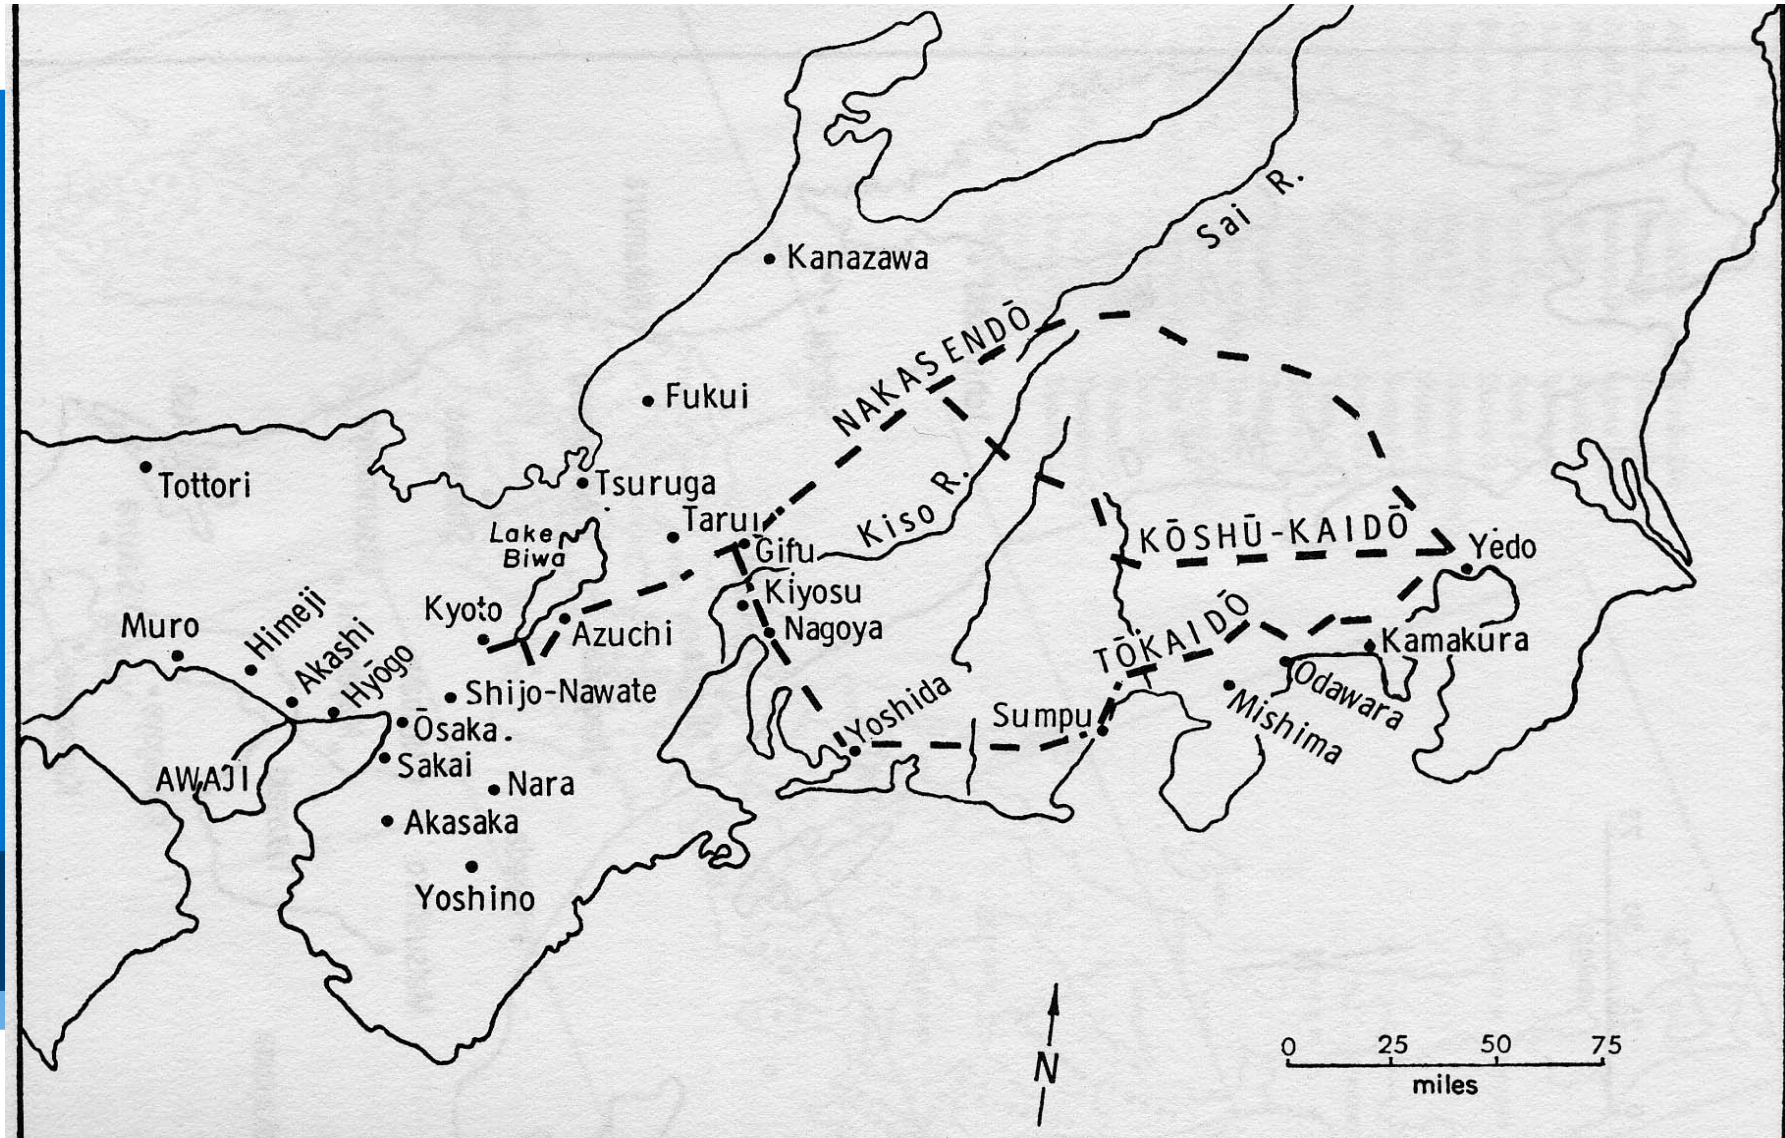 Sai R.
Kanazawa
NAKASENDŌ
Fukui
Tottori
Tsuruga
Lake
Biwa
Tarui
Gifu
Kiso R.
KŌSHŪ-KAIDŌ
Yedo
Muro
Himeji
Akashi
Hyōgo
Kyoto
Azuchi
Kiyosu
Nagoya
TŌKAIDŌ
Kamakura
Odawara
Mishima
Shijo-Nawate
Ōsaka.
Sakai
AWAJI
Nara
Akasaka
Yoshino
Yoshida
Sumpu
N
0 25 50 75
miles